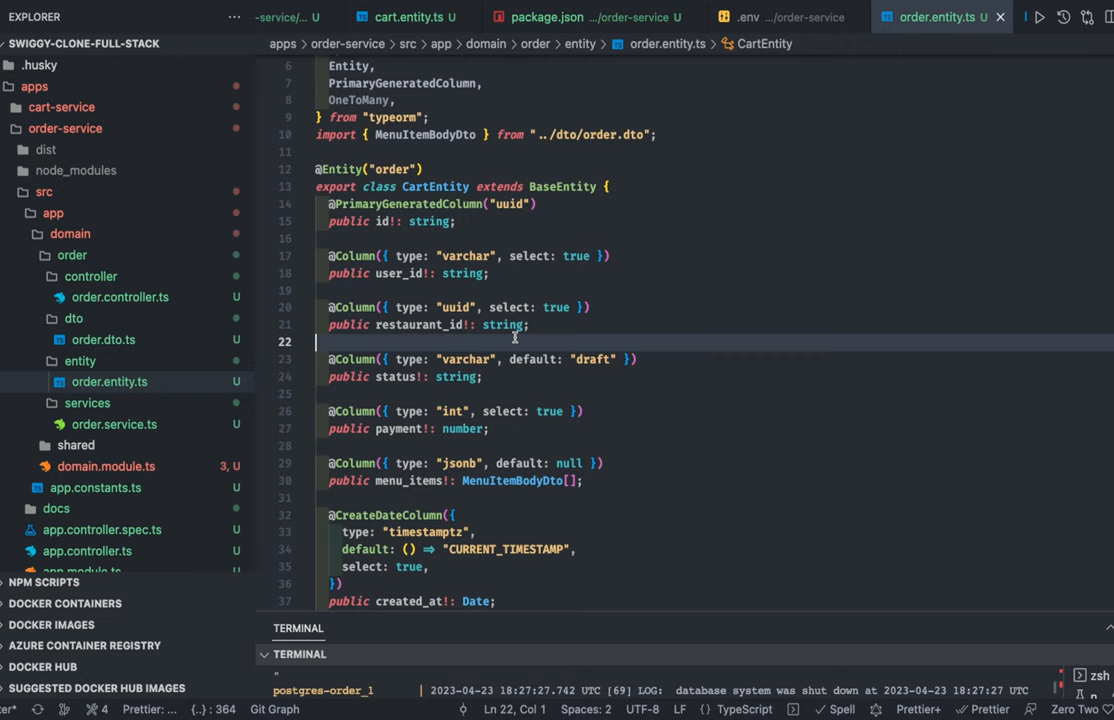 EXPLORER
-service/... U
cart.entity.ts U
package.json .../order-service U
.env .../order-service
order.entity.ts U
SWIGGY-CLONE-FULL-STACK
apps › order-service › src › app › domain › order › entity › order.entity.ts › CartEntity
.husky
apps
cart-service
order-service
dist
node_modules
src
app
domain
order
controller
order.controller.ts U
dto
order.dto.ts U
entity
order.entity.ts U
services
order.service.ts U
shared
domain.module.ts 3, U
app.constants.ts U
docs
app.controller.spec.ts U
app.controller.ts U
app.module.ts U
NPM SCRIPTS
DOCKER CONTAINERS
DOCKER IMAGES
AZURE CONTAINER REGISTRY
DOCKER HUB
SUGGESTED DOCKER HUB IMAGES
6 Entity,
7 PrimaryGeneratedColumn,
8 OneToMany,
9 } from "typeorm";
10 import { MenuItemBodyDto } from "../dto/order.dto";
11
12 @Entity("order")
13 export class CartEntity extends BaseEntity {
14 @PrimaryGeneratedColumn("uuid")
15 public id!: string;
16
17 @Column({ type: "varchar", select: true })
18 public user_id!: string;
19
20 @Column({ type: "uuid", select: true })
21 public restaurant_id!: string;
22
23 @Column({ type: "varchar", default: "draft" })
24 public status!: string;
25
26 @Column({ type: "int", select: true })
27 public payment!: number;
28
29 @Column({ type: "jsonb", default: null })
30 public menu_items!: MenuItemBodyDto[];
31
32 @CreateDateColumn({
33 type: "timestamptz",
34 default: () => "CURRENT_TIMESTAMP",
35 select: true,
36 })
37 public created_at!: Date;
TERMINAL
TERMINAL
"
postgres-order_1 | 2023-04-23 18:27:27.742 UTC [69] LOG: database system was shut down at 2023-04-23 18:27:27 UTC
zsh
ter* 4 Prettier: ... {..} : 364 Git Graph Ln 22, Col 1 Spaces: 2 UTF-8 LF TypeScript Spell Prettier+ Prettier Zero Two